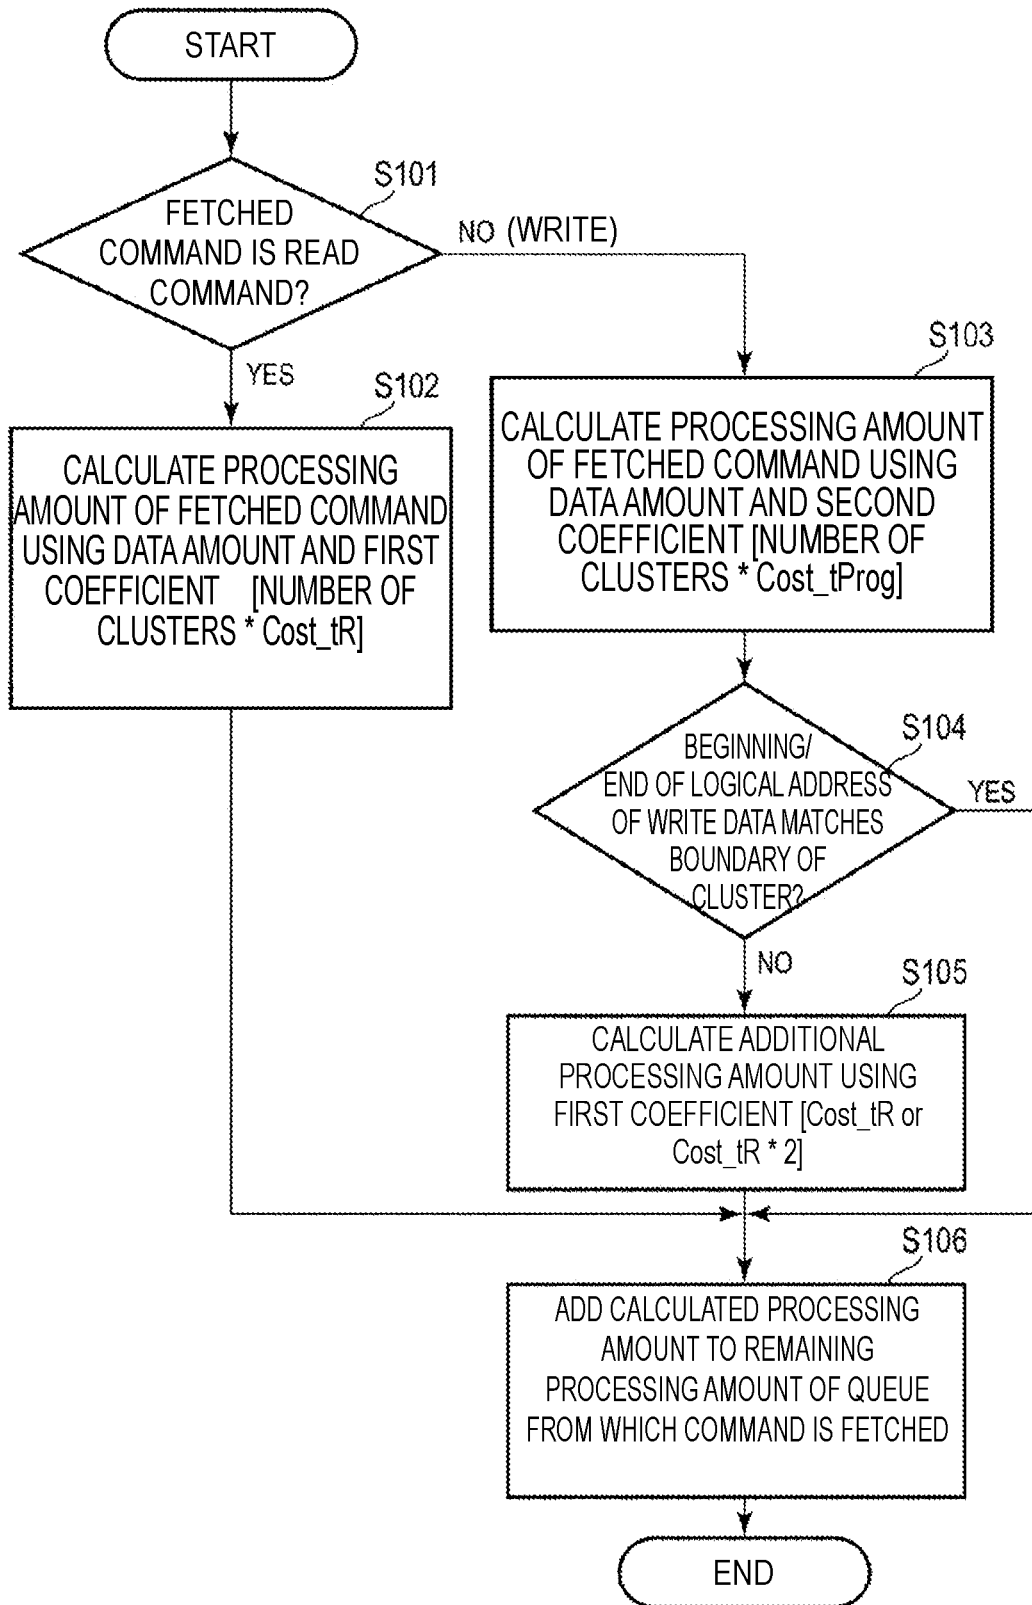 START
S101
FETCHED
COMMAND IS READ
COMMAND?
NO (WRITE)
YES
S102
CALCULATE PROCESSING
AMOUNT OF FETCHED COMMAND
USING DATA AMOUNT AND FIRST
COEFFICIENT [NUMBER OF
CLUSTERS * Cost_tR]
S103
CALCULATE PROCESSING AMOUNT
OF FETCHED COMMAND USING
DATA AMOUNT AND SECOND
COEFFICIENT [NUMBER OF
CLUSTERS * Cost_tProg]
S104
BEGINNING/
END OF LOGICAL ADDRESS
OF WRITE DATA MATCHES
BOUNDARY OF
CLUSTER?
YES
NO
S105
CALCULATE ADDITIONAL
PROCESSING AMOUNT USING
FIRST COEFFICIENT [Cost_tR or
Cost_tR * 2]
S106
ADD CALCULATED PROCESSING
AMOUNT TO REMAINING
PROCESSING AMOUNT OF QUEUE
FROM WHICH COMMAND IS FETCHED
END